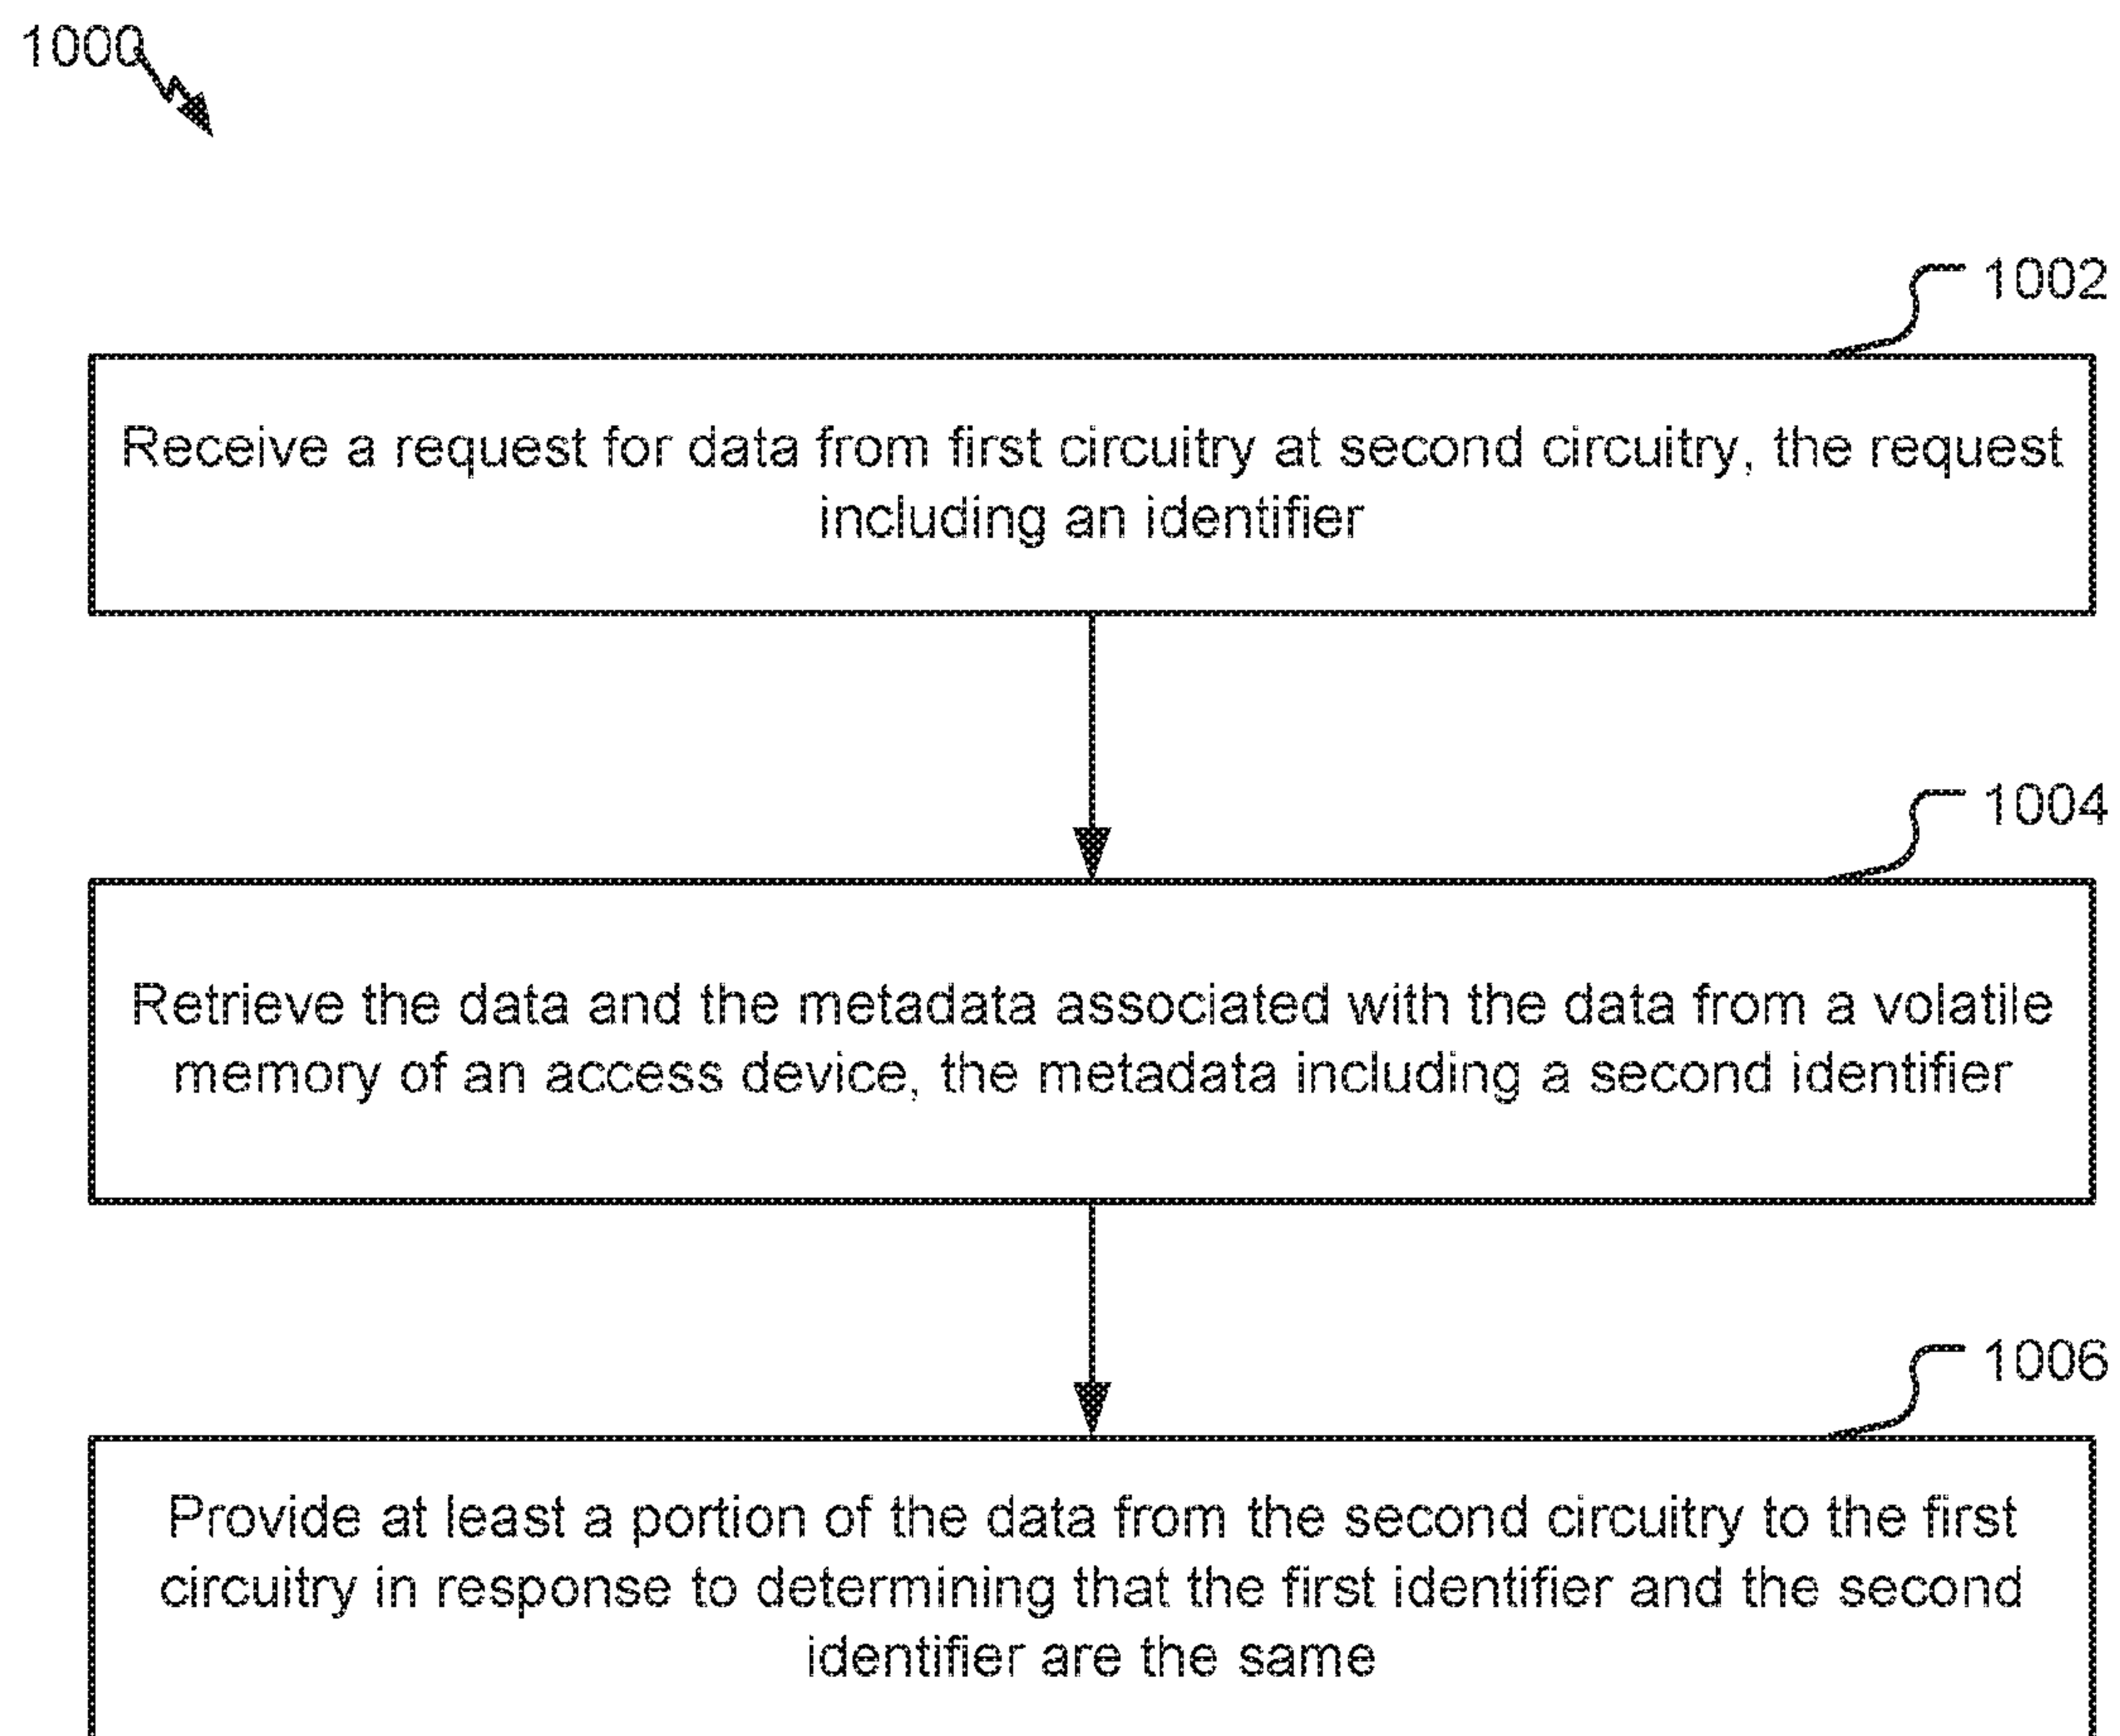 1000
1002
Receive a request for data from first circuitry at second circuitry, the request
including an identifier
1004
Retrieve the data and the metadata associated with the data from a volatile
memory of an access device, the metadata including a second identifier
1006
Provide at least a portion of the data from the second circuitry to the first
circuitry in response to determining that the first identifier and the second
identifier are the same